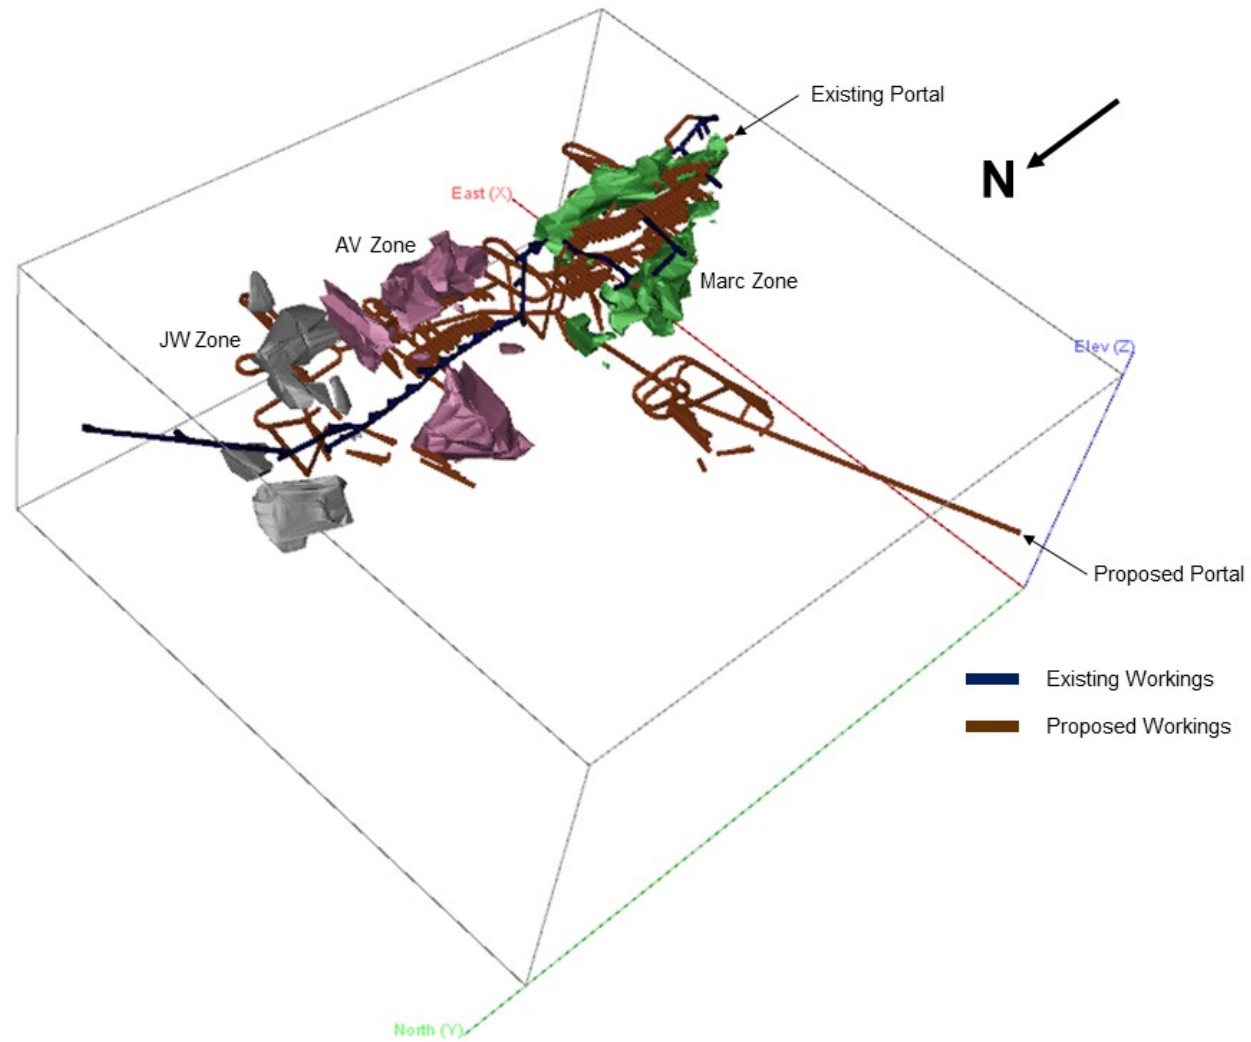 Existing Portal
N
East (X)
AV Zone
Marc Zone
JW Zone
Elev (Z)
Proposed Portal
Existing Workings
Proposed Workings
North (Y)